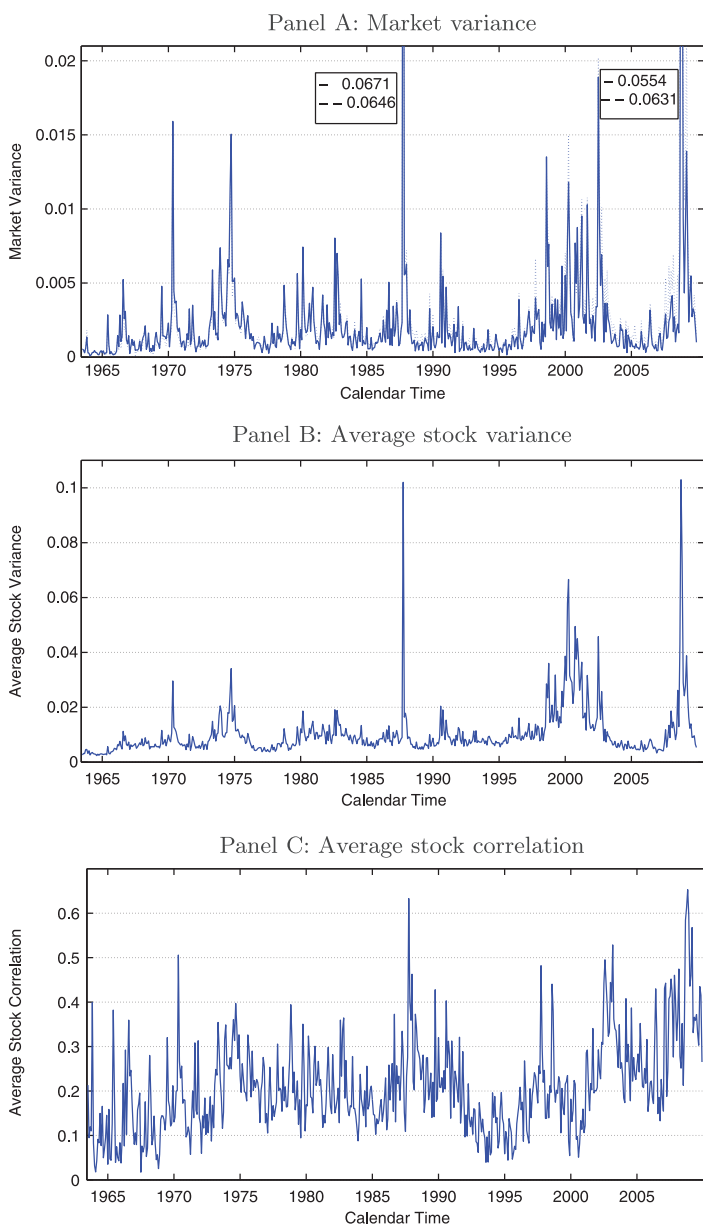 Panel A: Market variance
0.02
0.015
0.01
0.005
0
Market Variance
– 0.0671
– – 0.0646
– 0.0554
– – 0.0631
1965 1970 1975 1980 1985 1990 1995 2000 2005
Calendar Time
Panel B: Average stock variance
0.1
0.08
0.06
0.04
0.02
0
Average Stock Variance
1965 1970 1975 1980 1985 1990 1995 2000 2005
Calendar Time
Panel C: Average stock correlation
0.6
0.5
0.4
0.3
0.2
0.1
0
Average Stock Correlation
1965 1970 1975 1980 1985 1990 1995 2000 2005
Calendar Time